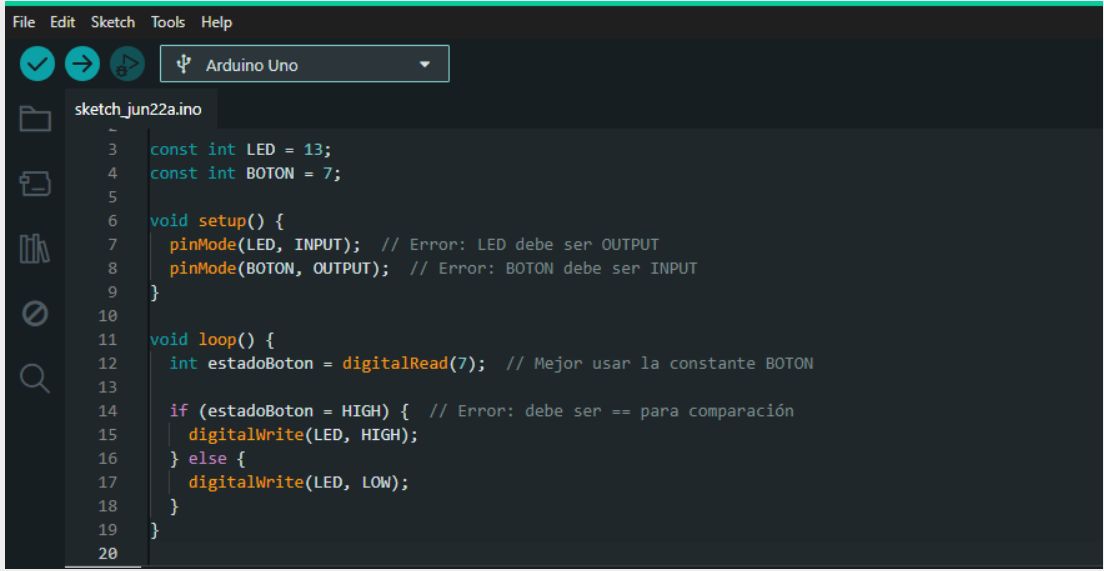 File Edit Sketch Tools Help
Arduino Uno
sketch_jun22a.ino
3 const int LED = 13;
4 const int BOTON = 7;
5
6 void setup() {
7 pinMode(LED, INPUT); // Error: LED debe ser OUTPUT
8 pinMode(BOTON, OUTPUT); // Error: BOTON debe ser INPUT
9 }
10
11 void loop() {
12 int estadoBoton = digitalRead(7); // Mejor usar la constante BOTON
13
14 if (estadoBoton = HIGH) { // Error: debe ser == para comparación
15 digitalWrite(LED, HIGH);
16 } else {
17 digitalWrite(LED, LOW);
18 }
19 }
20